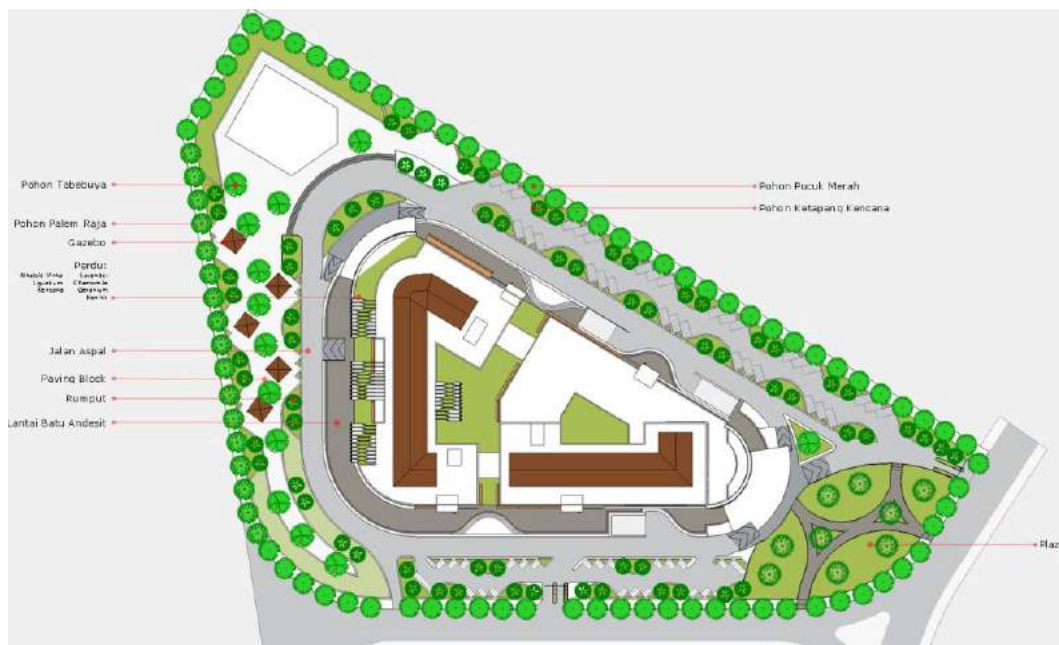 Pohon Tabebuya
Pohon Palem Raja
Gazebo
Perdu:
Jalan Aspal
Paving Block
Rumput
Lantai Batu Andesit
Pohon Pucuk Merah
Pohon Ketapang Kencana
Plaz